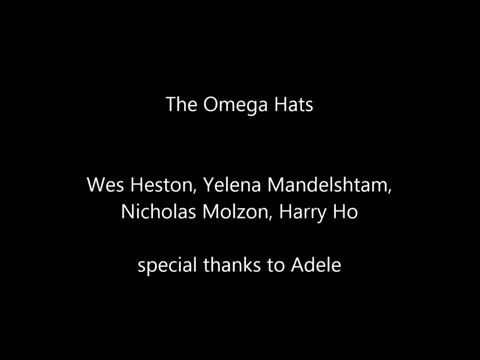 The Omega Hats
Wes Heston, Yelena Mandelshtam,
Nicholas Molzon, Harry Ho
special thanks to Adele